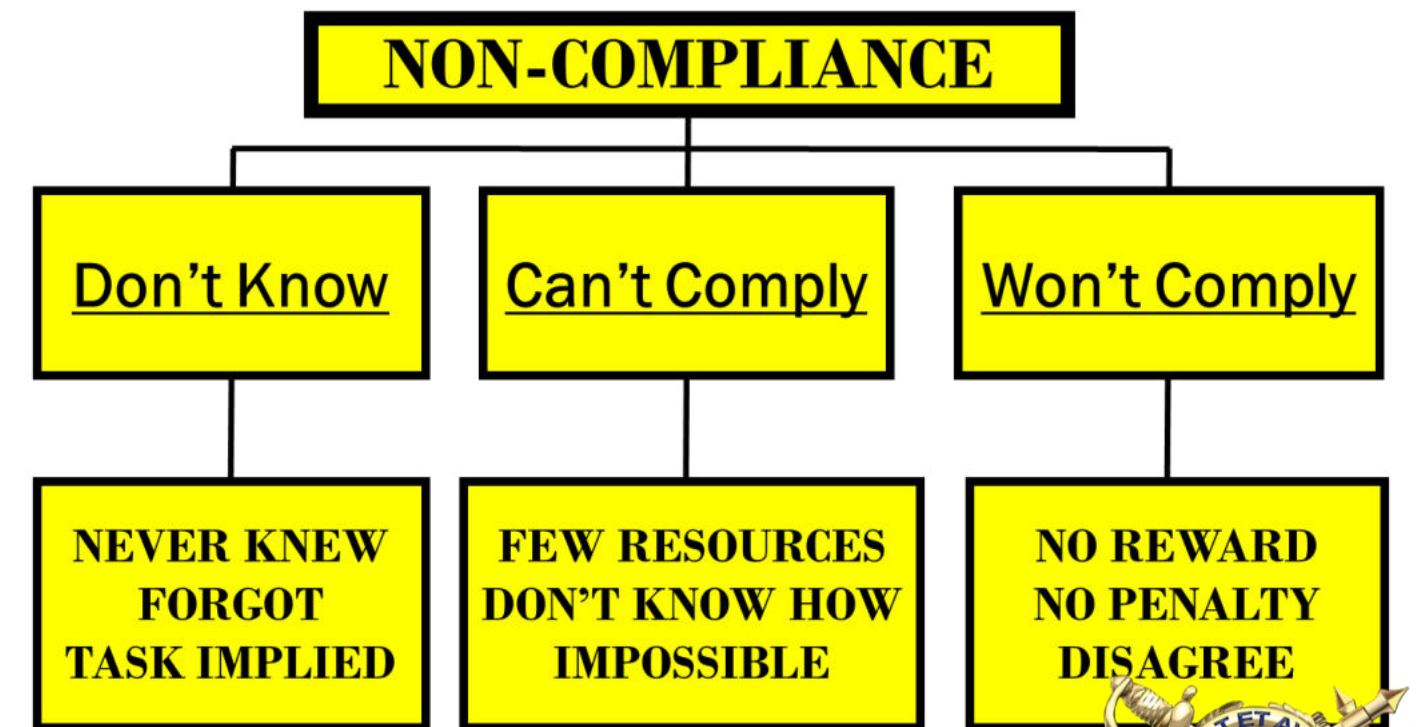 NON-COMPLIANCE
Don't Know
Can't Comply
Won't Comply
NEVER KNEW
FORGOT
TASK IMPLIED
FEW RESOURCES
DON'T KNOW HOW
IMPOSSIBLE
NO REWARD
NO PENALTY
DISAGREE